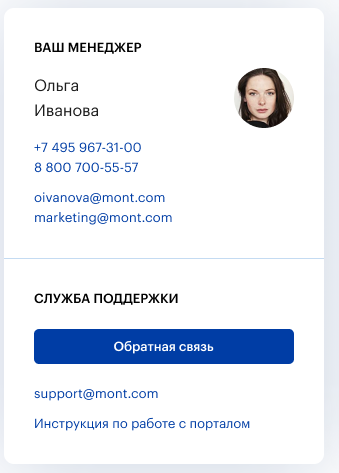 ВАШ МЕНЕДЖЕР
Ольга
Иванова
+7 495 967-31-00
8 800 700-55-57
oivanova@mont.com
marketing@mont.com
СЛУЖБА ПОДДЕРЖКИ
Обратная связь
support@mont.com
Инструкция по работе с порталом